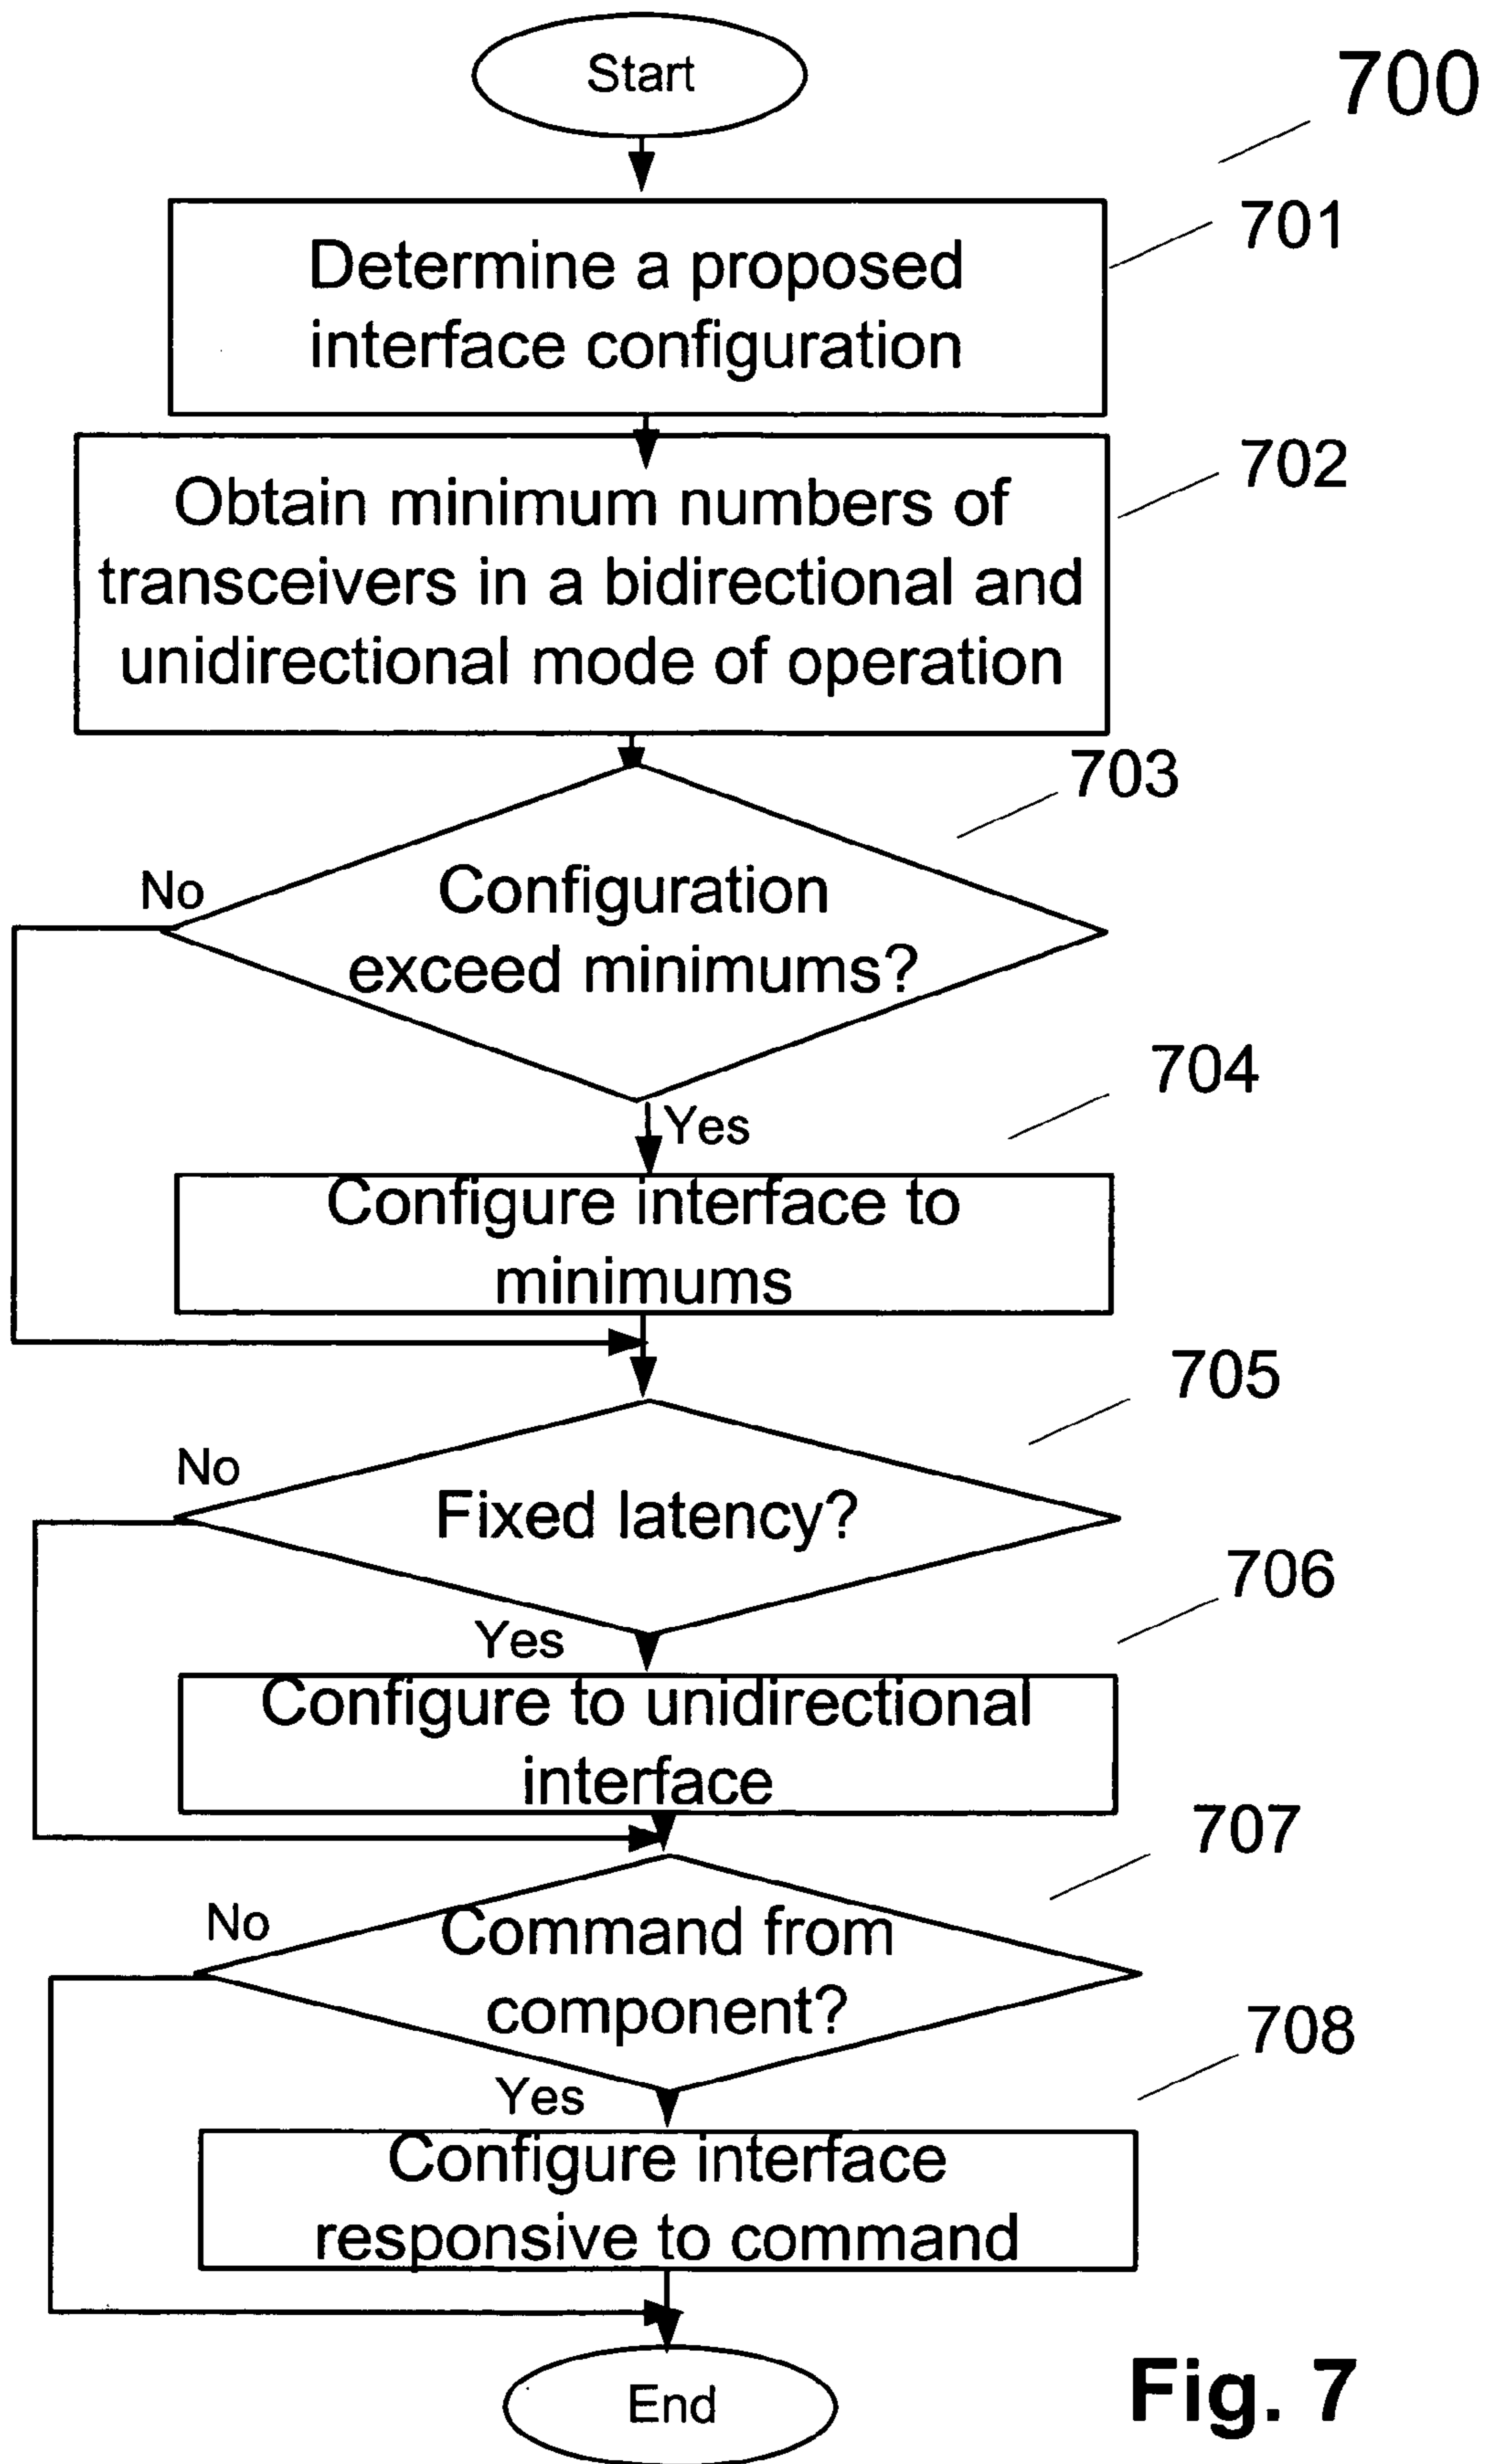 Start
700
701
Determine a proposed
interface configuration
702
Obtain minimum numbers of
transceivers in a bidirectional and
unidirectional mode of operation
703
No
Configuration
exceed minimums?
704
Yes
Configure interface to
minimums
705
No
Fixed latency?
706
Yes
Configure to unidirectional
interface
707
No
Command from
component?
708
Yes
Configure interface
responsive to command
End
Fig. 7